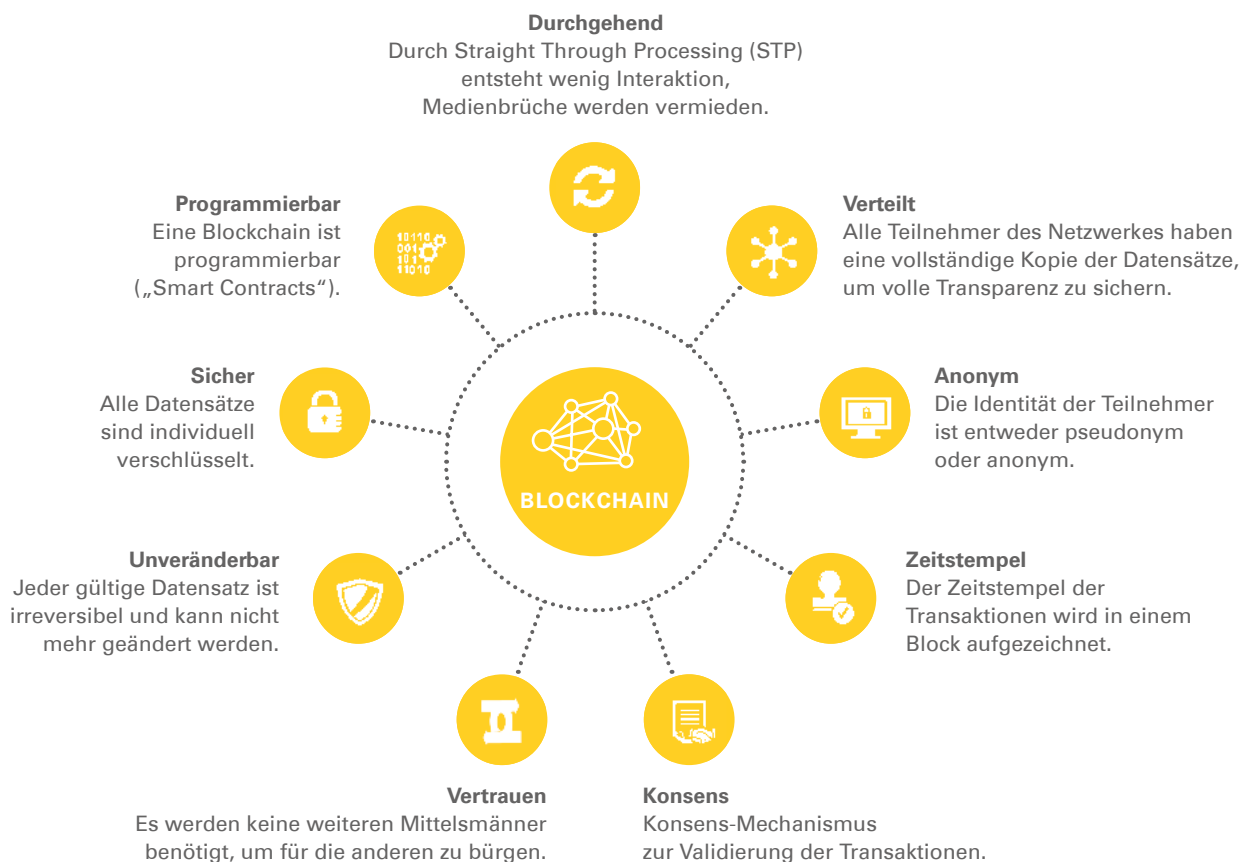 Durchgehend
Durch Straight Through Processing (STP)
entsteht wenig Interaktion,
Medienbrüche werden vermieden.
Programmierbar
Eine Blockchain ist
programmierbar
(„Smart Contracts“).
10110
001
101
11010
Verteilt
Alle Teilnehmer des Netzwerkes haben
eine vollständige Kopie der Datensätze,
um volle Transparenz zu sichern.
Sicher
Alle Datensätze
sind individuell
verschlüsselt.
Anonym
Die Identität der Teilnehmer
ist entweder pseudonym
oder anonym.
BLOCKCHAIN
Unveränderbar
Jeder gültige Datensatz ist
irreversibel und kann nicht
mehr geändert werden.
Zeitstempel
Der Zeitstempel der
Transaktionen wird in einem
Block aufgezeichnet.
Vertrauen
Es werden keine weiteren Mittelsmänner
benötigt, um für die anderen zu bürgen.
Konsens
Konsens-Mechanismus
zur Validierung der Transaktionen.